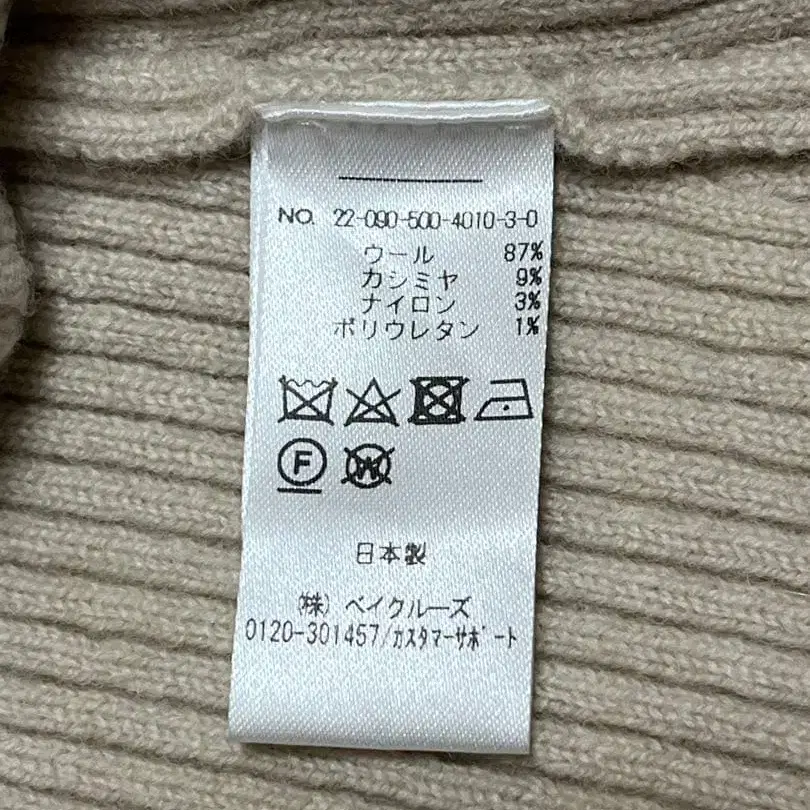 NO. 22-090-500-4010-3-0
ウール 87%
カシミヤ 9%
ナイロン 3%
ポリウレタン 1%
F W
日本製
㈱ ベイクルーズ
0120-301457/カスタマーサポート